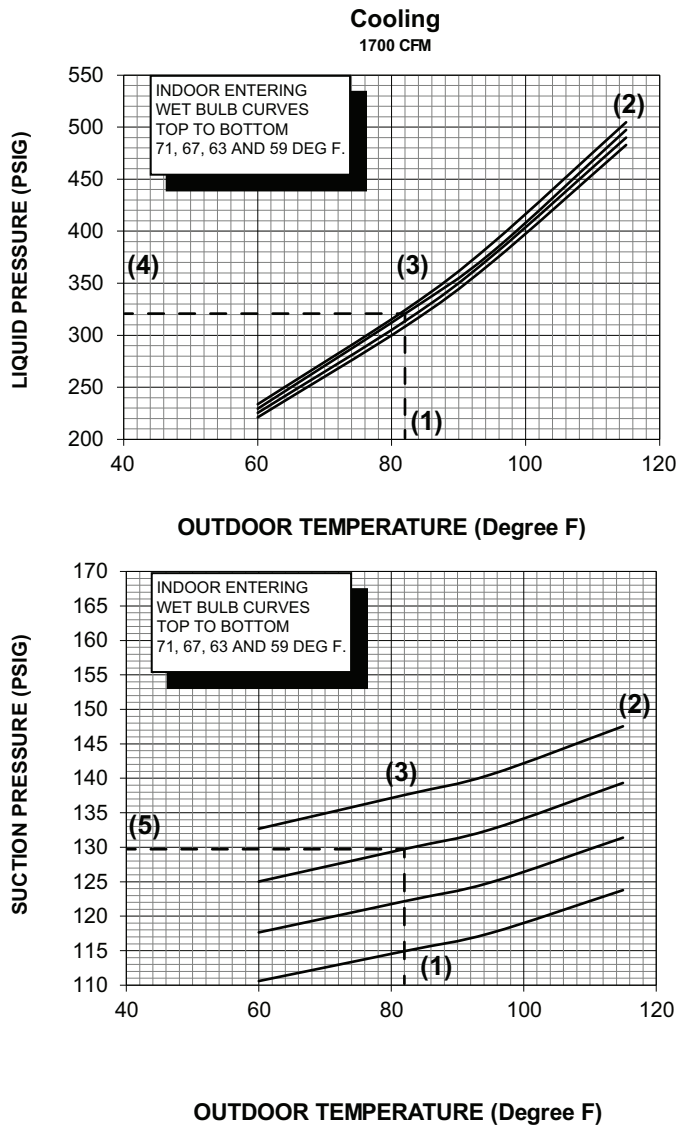 Cooling
1700 CFM
LIQUID PRESSURE (PSIG)
550
500
450
400
350
300
250
200
INDOOR ENTERING
WET BULB CURVES
TOP TO BOTTOM
71, 67, 63 AND 59 DEG F.
(2)
(4)
(3)
(1)
40
60
80
100
120
OUTDOOR TEMPERATURE (Degree F)
SUCTION PRESSURE (PSIG)
170
165
160
155
150
145
140
135
130
125
120
115
110
INDOOR ENTERING
WET BULB CURVES
TOP TO BOTTOM
71, 67, 63 AND 59 DEG F.
(2)
(3)
(5)
(1)
40
60
80
100
120
OUTDOOR TEMPERATURE (Degree F)